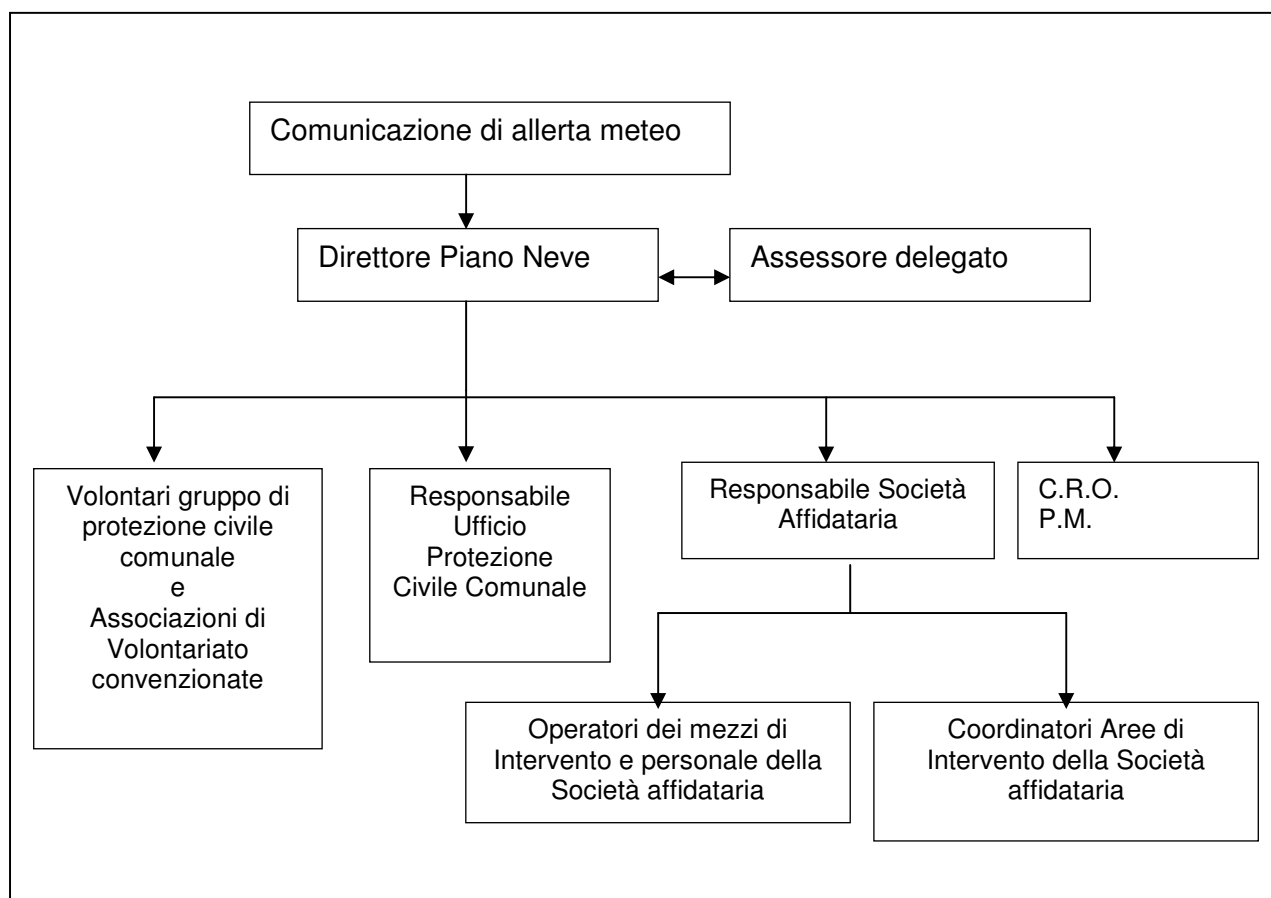 Comunicazione di allerta meteo
Direttore Piano Neve
Assessore delegato
Volontari gruppo di
protezione civile
comunale
e
Associazioni di
Volontariato
convenzionate
Responsabile
Ufficio
Protezione
Civile Comunale
Responsabile Società
Affidataria
C.R.O.
P.M.
Operatori dei mezzi di
Intervento e personale della
Società affidataria
Coordinatori Aree di
Intervento della Società
affidataria